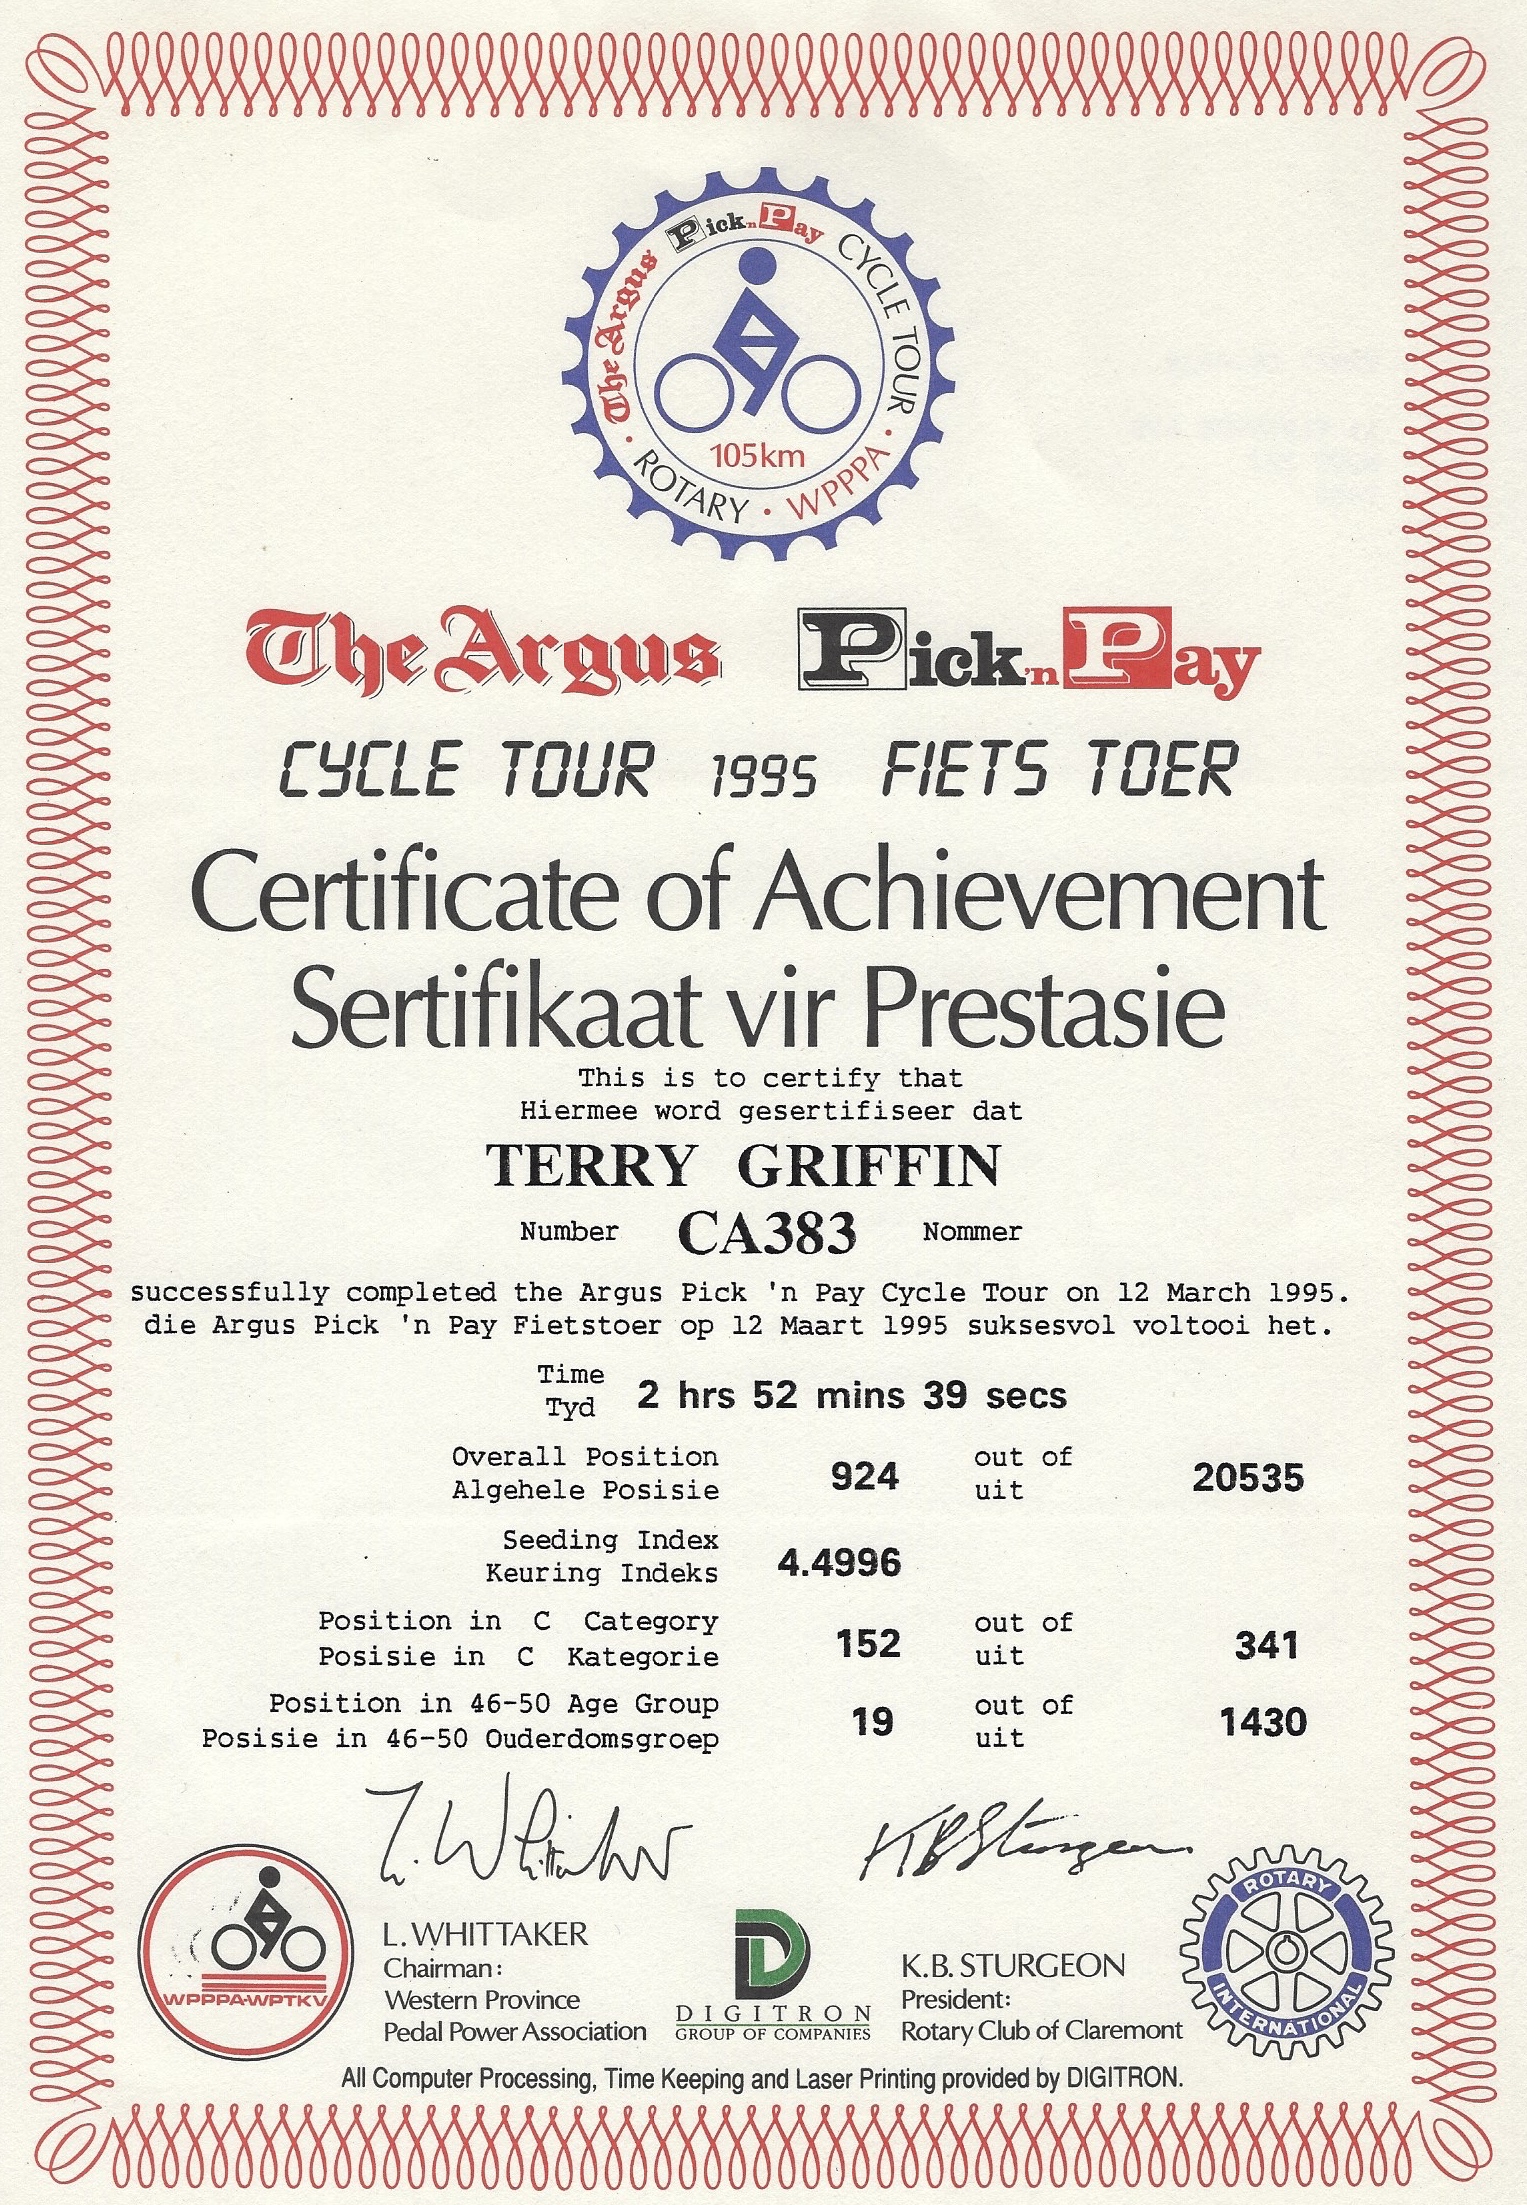 The Argus Pick 'n Pay CYCLE TOUR
105km
ROTARY · WPPPA
The Argus Pick 'n Pay
CYCLE TOUR 1995 FIETS TOER
Certificate of Achievement
Sertifikaat vir Prestasie
This is to certify that
Hiermee word gesertifiseer dat
TERRY GRIFFIN
Number CA383 Nommer
successfully completed the Argus Pick 'n Pay Cycle Tour on 12 March 1995.
die Argus Pick 'n Pay Fietstoer op 12 Maart 1995 suksesvol voltooi het.
Time
Tyd
2 hrs 52 mins 39 secs
Overall Position
Algehele Posisie
924
out of
uit
20535
Seeding Index
Keuring Indeks
4.4996
Position in C Category
Posisie in C Kategorie
152
out of
uit
341
Position in 46-50 Age Group
Posisie in 46-50 Ouderdomsgroep
19
out of
uit
1430
L. Whittaker
KB Sturgeon
WPPPA-WPTKV
L. WHITTAKER
Chairman:
Western Province
Pedal Power Association
DIGITRON
GROUP OF COMPANIES
K.B. STURGEON
President:
Rotary Club of Claremont
ROTARY
INTERNATIONAL
All Computer Processing, Time Keeping and Laser Printing provided by DIGITRON.